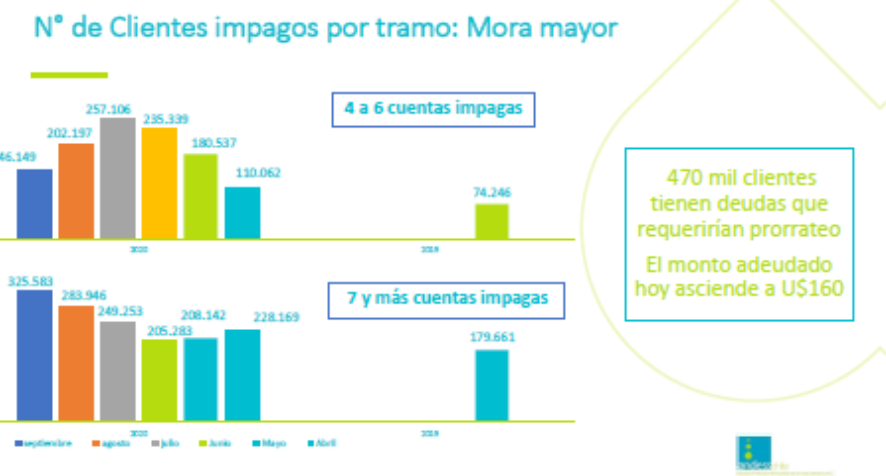 N° de Clientes impagos por tramo: Mora mayor
4 a 6 cuentas impagas
46.149
202.197
257.106
235.339
180.537
110.062
74.246
2020
2019
7 y más cuentas impagas
325.583
283.946
249.253
205.283
208.142
228.169
179.661
2020
2019
septiembre agosto julio Junio Mayo Abril
470 mil clientes
tienen deudas que
requerirían prorrateo
El monto adeudado
hoy asciende a U$160